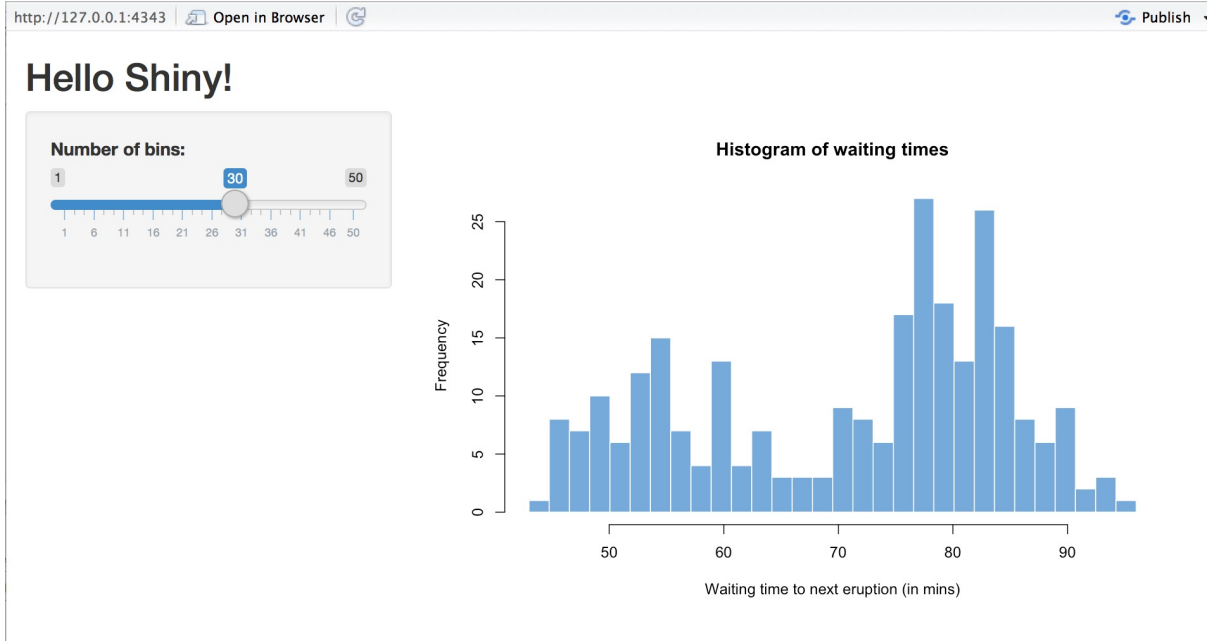 http://127.0.0.1:4343 Open in Browser Publish
Hello Shiny!
Number of bins:
1 30 50
1 6 11 16 21 26 31 36 41 46 50
Histogram of waiting times
Frequency
25
20
15
10
5
0
50 60 70 80 90
Waiting time to next eruption (in mins)